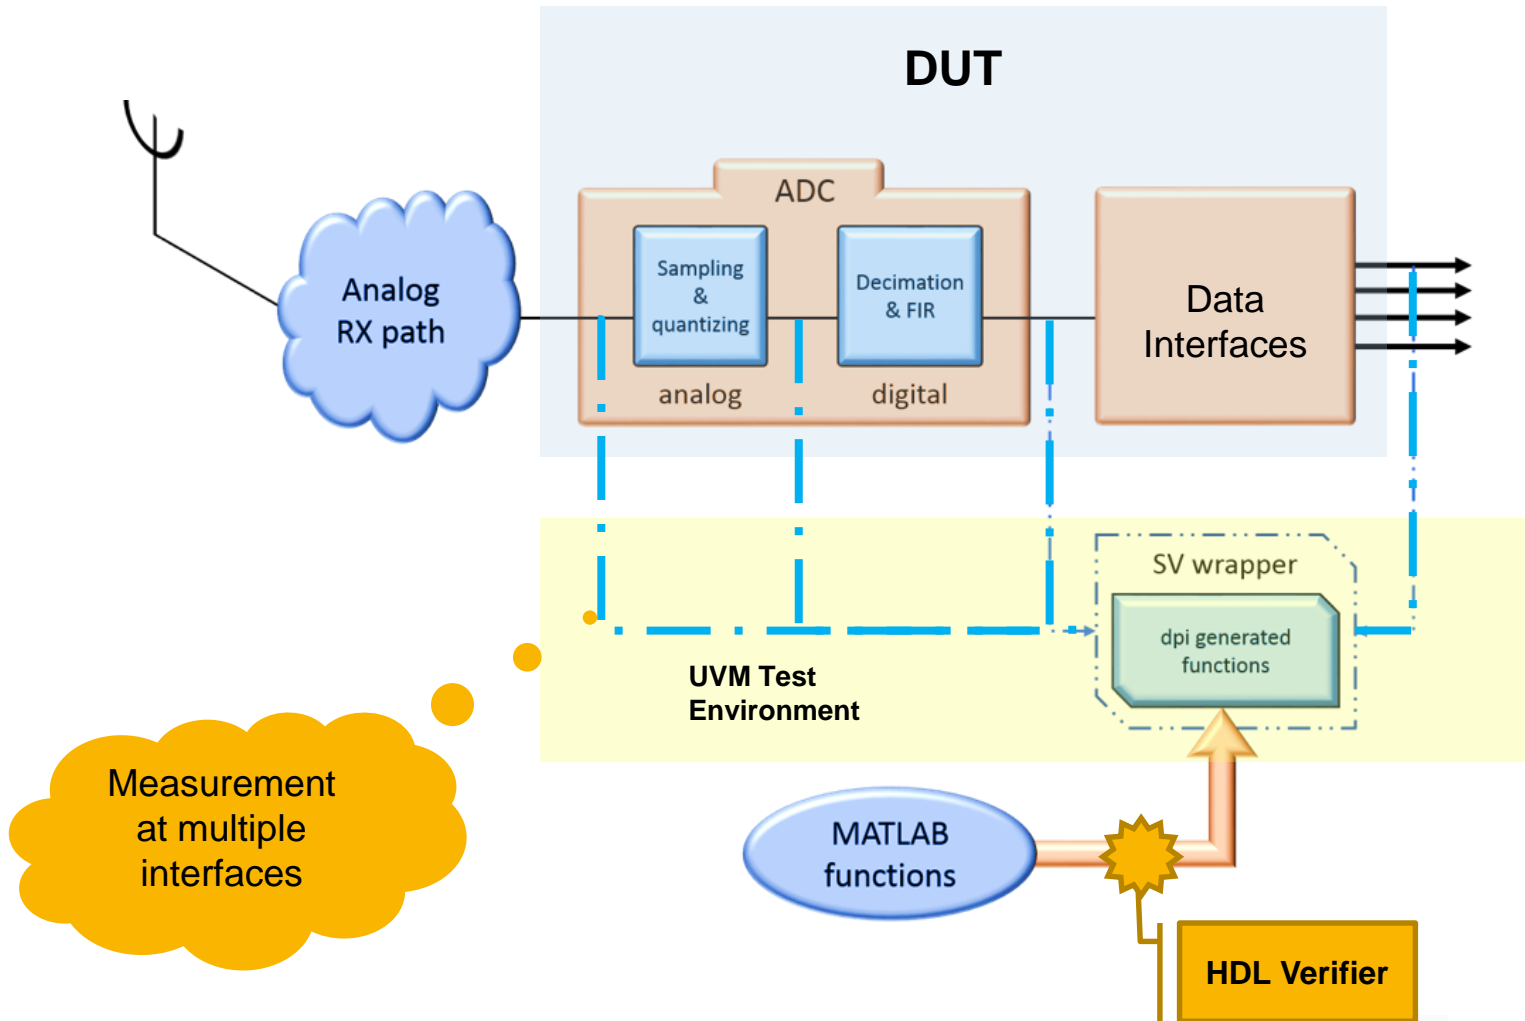 DUT
ADC
Analog
RX path
Sampling
&
quantizing
Decimation
& FIR
analog
digital
Data
Interfaces
SV wrapper
dpi generated
functions
UVM Test
Environment
Measurement
at multiple
interfaces
MATLAB
functions
HDL Verifier